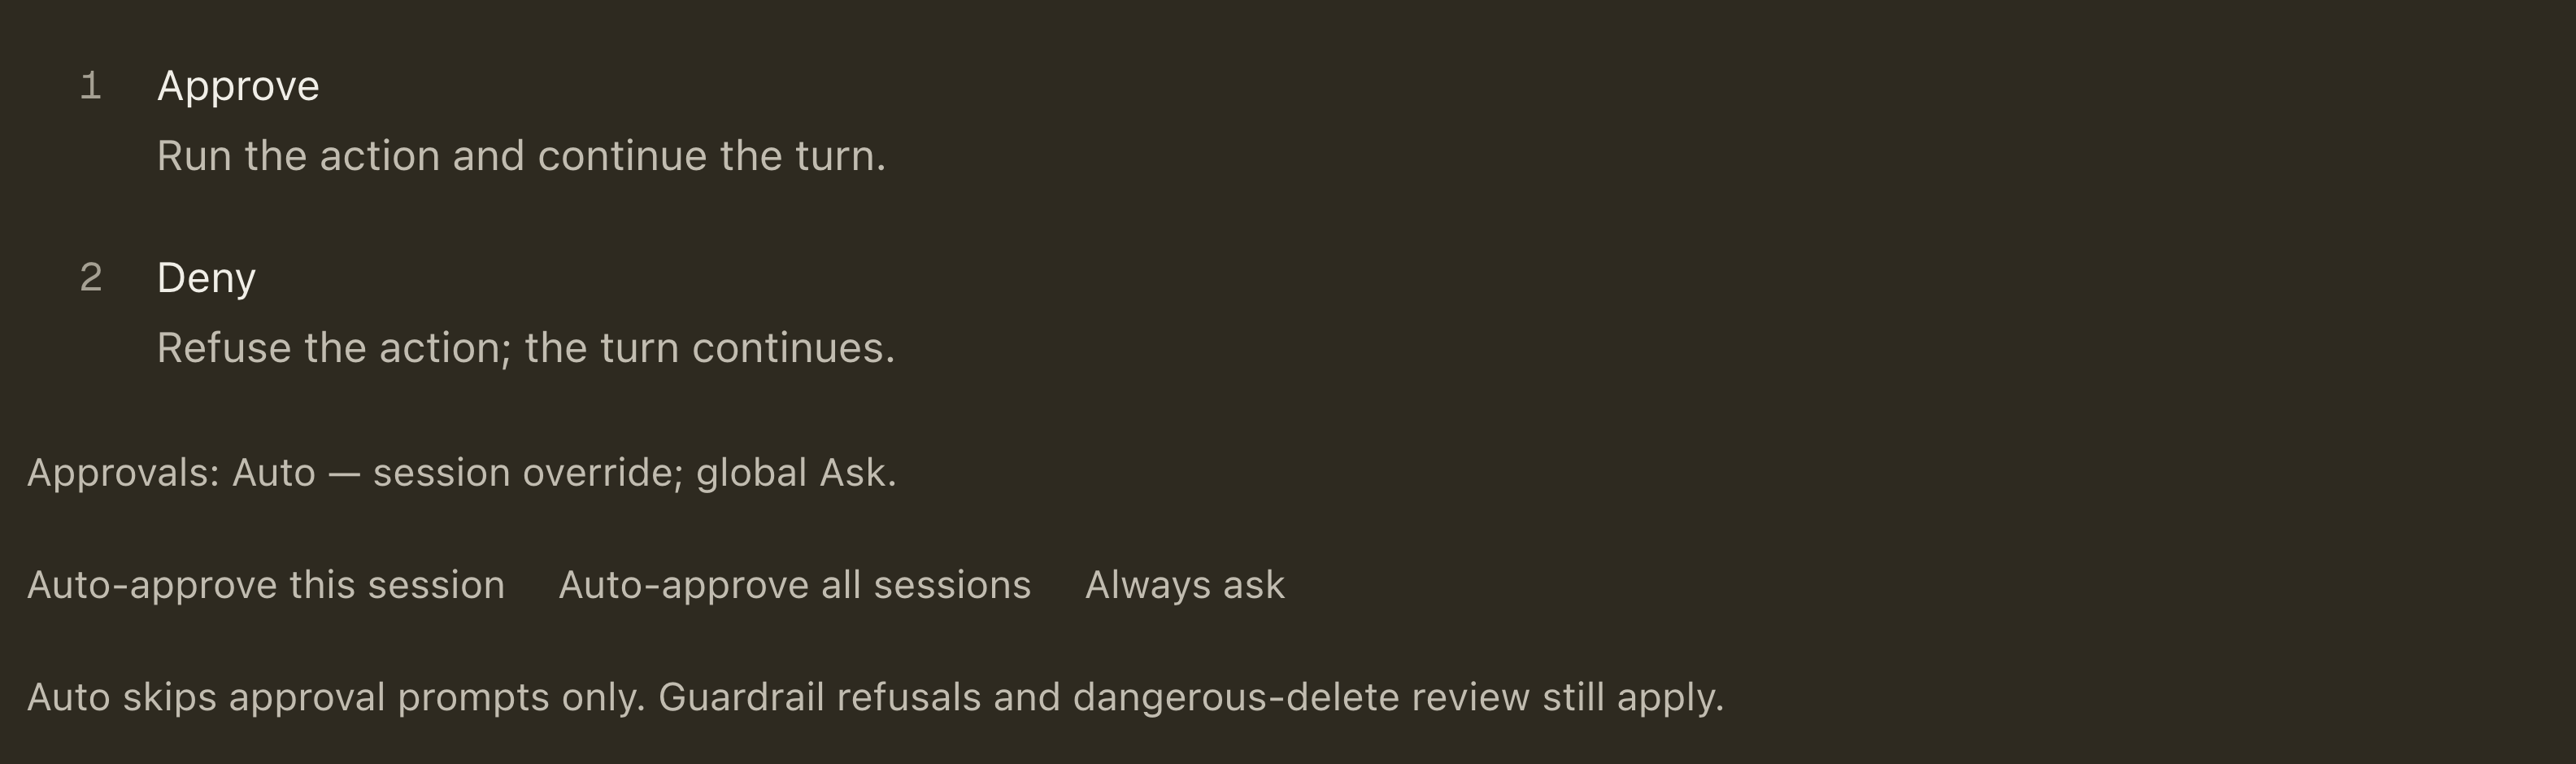 1 Approve
Run the action and continue the turn.
2 Deny
Refuse the action; the turn continues.
Approvals: Auto — session override; global Ask.
Auto-approve this session Auto-approve all sessions Always ask
Auto skips approval prompts only. Guardrail refusals and dangerous-delete review still apply.